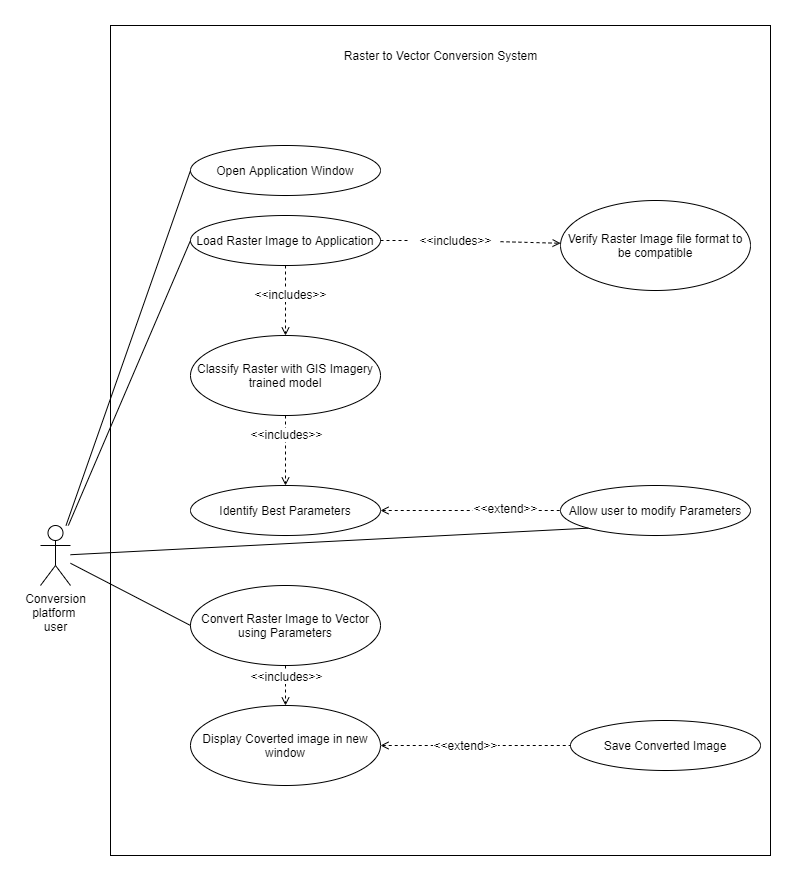 Raster to Vector Conversion System
Open Application Window
Load Raster Image to Application
<<includes>>
Verify Raster Image file format to
be compatible
<<includes>>
Classify Raster with GIS Imagery
trained model
<<includes>>
Identify Best Parameters
<<extend>>
Allow user to modify Parameters
Conversion
platform
user
Convert Raster Image to Vector
using Parameters
<<includes>>
Display Coverted image in new
window
<<extend>>
Save Converted Image